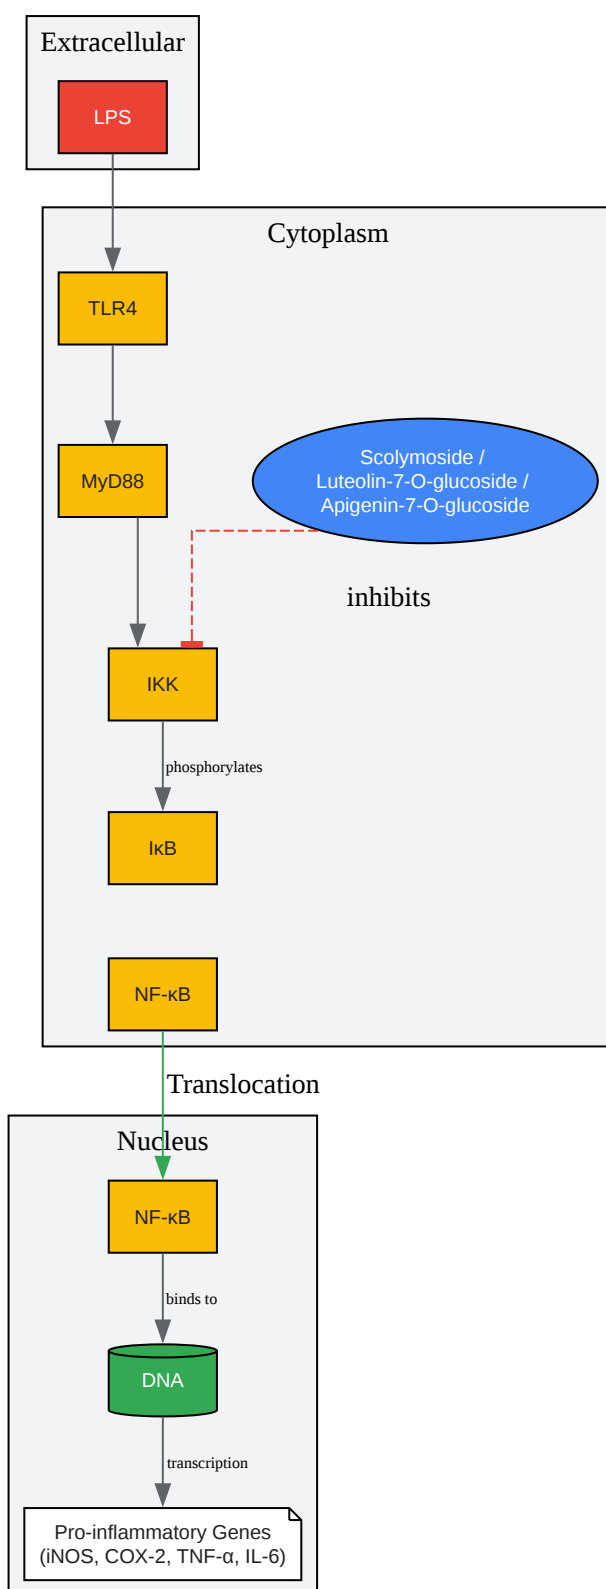 Extracellular
LPS
Cytoplasm
TLR4
MyD88
Scolymoside /
Luteolin-7-O-glucoside /
Apigenin-7-O-glucoside
inhibits
IKK
phosphorylates
IκB
NF-κB
Translocation
Nucleus
NF-κB
binds to
DNA
transcription
Pro-inflammatory Genes
(iNOS, COX-2, TNF-α, IL-6)